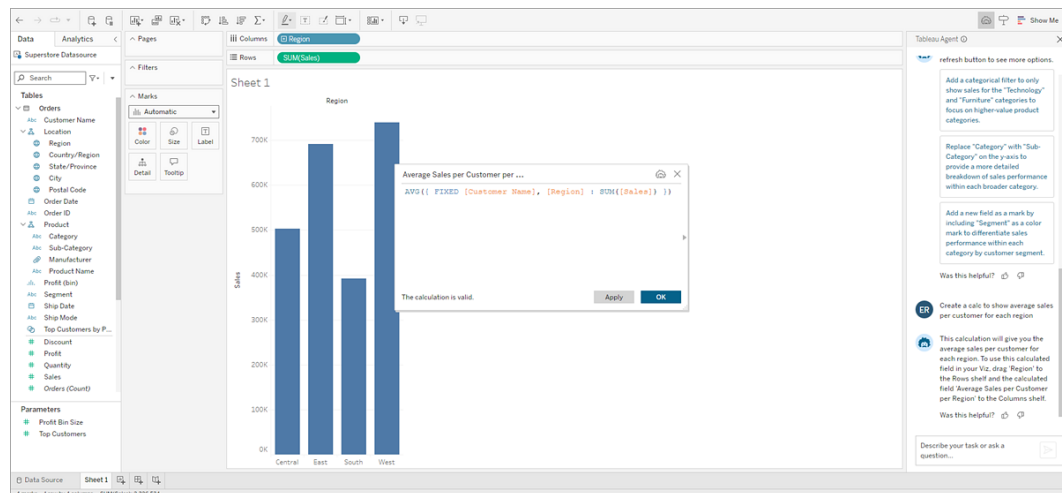 Show Me
Data
Analytics
Pages
iii Columns
Region
Tableau Agent
Superstore Datasource
Rows
SUM(Sales)
refresh button to see more options.
Search
Filters
Sheet 1
Tables
Marks
Region
Orders
Automatic
Customer Name
Location
Region
Country/Region
State/Province
City
Postal Code
Order Date
Order ID
Product
Category
Sub-Category
Manufacturer
Product Name
Profit (bin)
Segment
Ship Date
Ship Mode
Top Customers by P...
Discount
Profit
Quantity
Sales
Orders (Count)
Parameters
Profit Bin Size
Top Customers
Color
Size
Label
Detail
Tooltip
700K
600K
500K
400K
300K
200K
100K
0K
Sales
Central
East
South
West
Average Sales per Customer per ...
AVG({ FIXED [Customer Name], [Region] : SUM([Sales]) })
The calculation is valid.
Apply
OK
Add a categorical filter to only
show sales for the "Technology"
and "Furniture" categories to
focus on higher-value product
categories.
Replace "Category" with "Sub-
Category" on the y-axis to
provide a more detailed
breakdown of sales performance
within each broader category.
Add a new field as a mark by
including "Segment" as a color
mark to differentiate sales
performance within each
category by customer segment.
Was this helpful?
ER
Create a calc to show average sales
per customer for each region
This calculation will give you the
average sales per customer for
each region. To use this calculated
field in your Viz, drag 'Region' to
the Rows shelf and the calculated
field 'Average Sales per Customer
per Region' to the Columns shelf.
Was this helpful?
Describe your task or ask a
question...
Data Source
Sheet 1